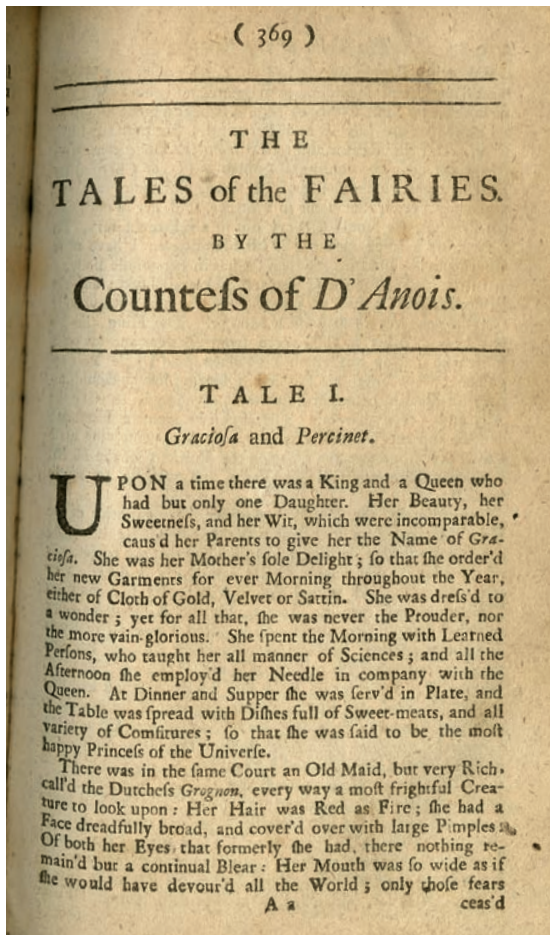 ( 369 )
THE
TALES of the FAIRIES.
BY THE
Counteſs of D'Anois.
TALE I.
Gracioſa and Percinet.
UPON a time there was a King and a Queen who
had but only one Daughter. Her Beauty, her
Sweetneſs, and her Wit, which were incomparable,
caus'd her Parents to give her the Name of Gra-
cioſa. She was her Mother's ſole Delight; ſo that ſhe order'd
her new Garments for ever Morning throughout the Year,
either of Cloth of Gold, Velvet or Sattin. She was dreſs'd to
a wonder; yet for all that, ſhe was never the Prouder, nor
the more vain-glorious. She ſpent the Morning with Learned
Perſons, who taught her all manner of Sciences; and all the
Afternoon ſhe employ'd her Needle in company with the
Queen. At Dinner and Supper ſhe was ſerv'd in Plate, and
the Table was ſpread with Diſhes full of Sweet-meats, and all
variety of Comfitures; ſo that ſhe was ſaid to be the moſt
happy Princeſs of the Univerſe.
There was in the ſame Court an Old Maid, but very Rich,
call'd the Dutcheſs Grognon, every way a moſt frightful Crea-
ture to look upon: Her Hair was Red as Fire; ſhe had a
Face dreadfully broad, and cover'd over with large Pimples:
Of both her Eyes that formerly ſhe had, there nothing re-
main'd but a continual Blear: Her Mouth was ſo wide as if
ſhe would have devour'd all the World; only thoſe fears
A a ceas'd